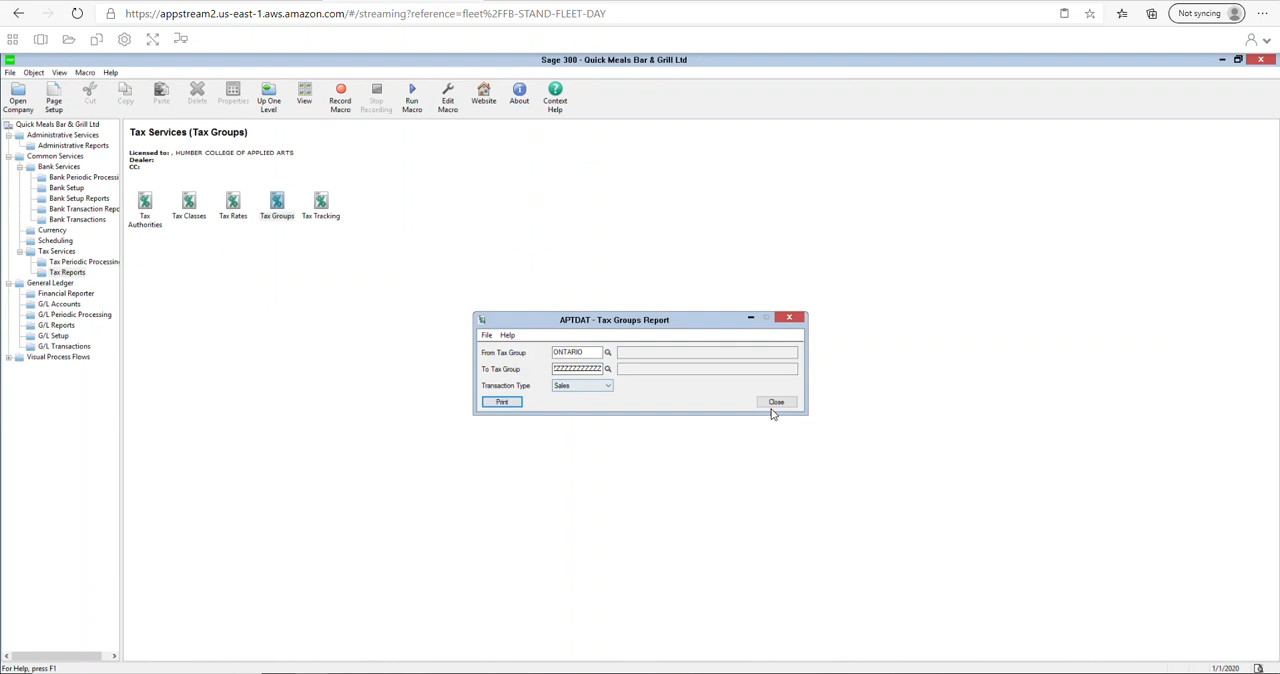 https://appstream2.us-east-1.aws.amazon.com/#/streaming?reference=fleet%2FFB-STAND-FLEET-DAY
Not syncing
Sage 300 - Quick Meals Bar & Grill Ltd
File Object View Macro Help
Open Company
Page Setup
Cut
Copy
Paste
Delete
Properties
Up One Level
View
Record Macro
Stop Recording
Run Macro
Edit Macro
Website
About
Context Help
Quick Meals Bar & Grill Ltd
Administrative Services
Administrative Reports
Common Services
Bank Services
Bank Periodic Processi
Bank Setup
Bank Setup Reports
Bank Transaction Repo
Bank Transactions
Currency
Scheduling
Tax Services
Tax Periodic Processing
Tax Reports
General Ledger
Financial Reporter
G/L Accounts
G/L Periodic Processing
G/L Reports
G/L Setup
G/L Transactions
Visual Process Flows
Tax Services (Tax Groups)
Licensed to: , HUMBER COLLEGE OF APPLIED ARTS
Dealer:
CC:
Tax Authorities
Tax Classes
Tax Rates
Tax Groups
Tax Tracking
APTDAT - Tax Groups Report
File Help
From Tax Group ONTARIO
To Tax Group ZZZZZZZZZZZZ
Transaction Type Sales
Print Close
For Help, press F1
1/1/2020